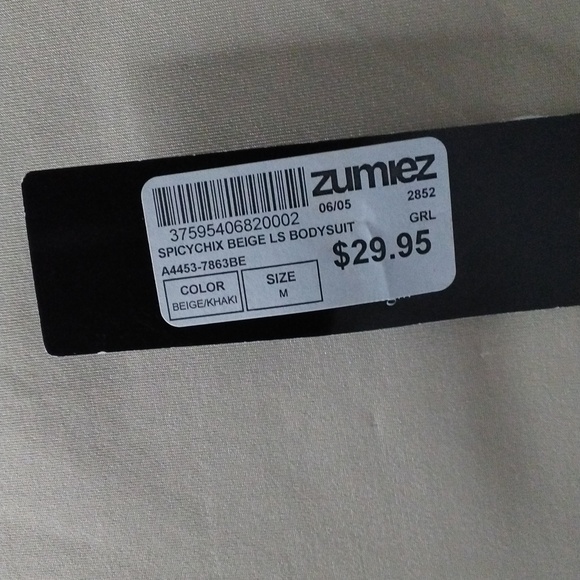 zumiez
37595406820002 06/05 2852
SPICYCHIX BEIGE LS BODYSUIT GRL
A4453-7863BE $29.95
COLOR SIZE
BEIGE/KHAKI M